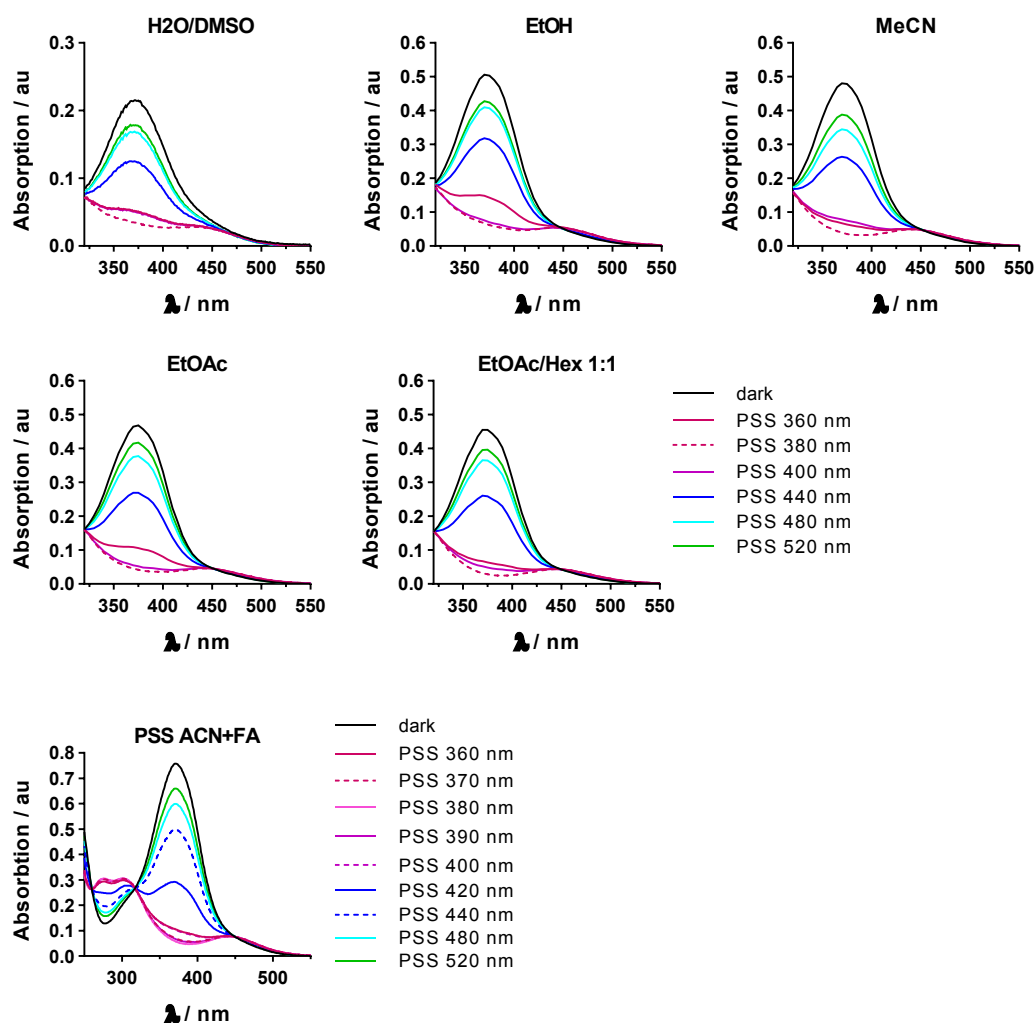 H2O/DMSO
0.3
0.2
0.1
0.0
350 400 450 500 550
Absorption / au
λ / nm
EtOH
0.6
0.5
0.4
0.3
0.2
0.1
0.0
350 400 450 500 550
Absorption / au
λ / nm
MeCN
0.6
0.5
0.4
0.3
0.2
0.1
0.0
350 400 450 500 550
Absorption / au
λ / nm
EtOAc
0.6
0.5
0.4
0.3
0.2
0.1
0.0
350 400 450 500 550
Absorption / au
λ / nm
EtOAc/Hex 1:1
0.6
0.5
0.4
0.3
0.2
0.1
0.0
350 400 450 500 550
Absorption / au
λ / nm
dark
PSS 360 nm
PSS 380 nm
PSS 400 nm
PSS 440 nm
PSS 480 nm
PSS 520 nm
PSS ACN+FA
0.8
0.7
0.6
0.5
0.4
0.3
0.2
0.1
0.0
300 400 500
Absorbtion / au
λ / nm
dark
PSS 360 nm
PSS 370 nm
PSS 380 nm
PSS 390 nm
PSS 400 nm
PSS 420 nm
PSS 440 nm
PSS 480 nm
PSS 520 nm